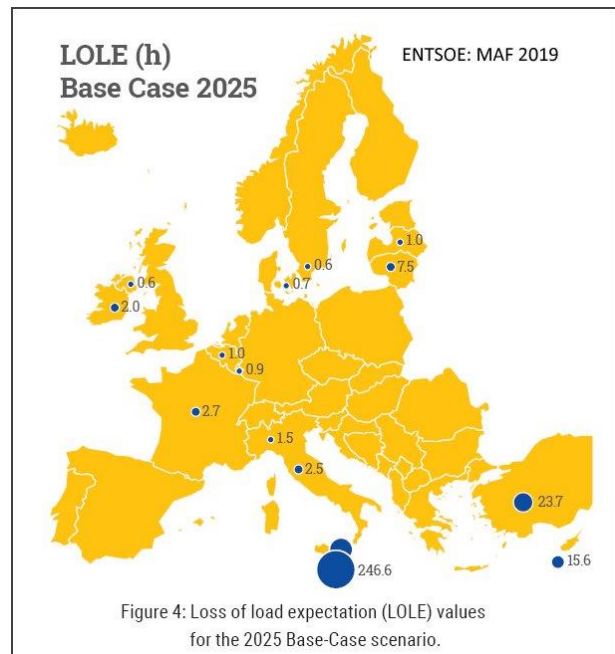 LOLE (h)
Base Case 2025
ENTSOE: MAF 2019
1.0
0.6
7.5
0.7
0.6
2.0
1.0
0.9
2.7
1.5
2.5
23.7
246.6
15.6
Figure 4: Loss of load expectation (LOLE) values
for the 2025 Base-Case scenario.